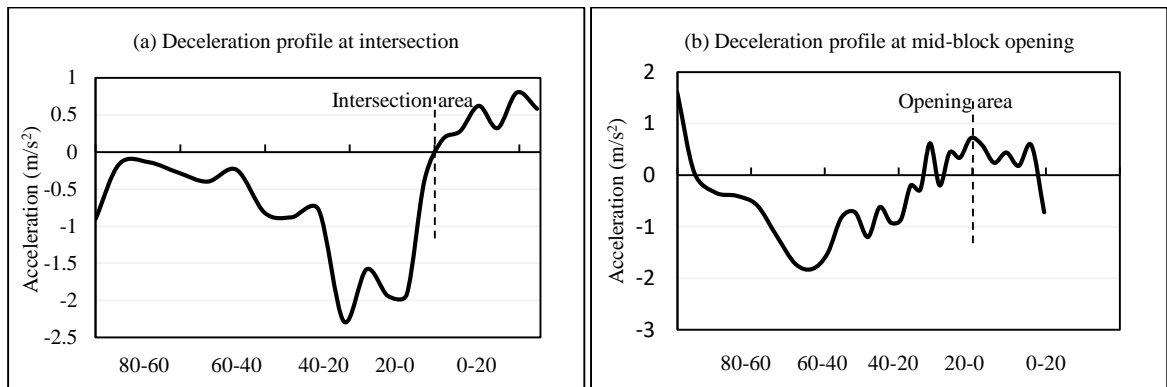 (a) Deceleration profile at intersection
1
0.5
0
-0.5
-1
-1.5
-2
-2.5
Acceleration (m/s²)
Intersection area
80-60 60-40 40-20 20-0 0-20
(b) Deceleration profile at mid-block opening
2
1
0
-1
-2
-3
Acceleration (m/s²)
Opening area
80-60 60-40 40-20 20-0 0-20